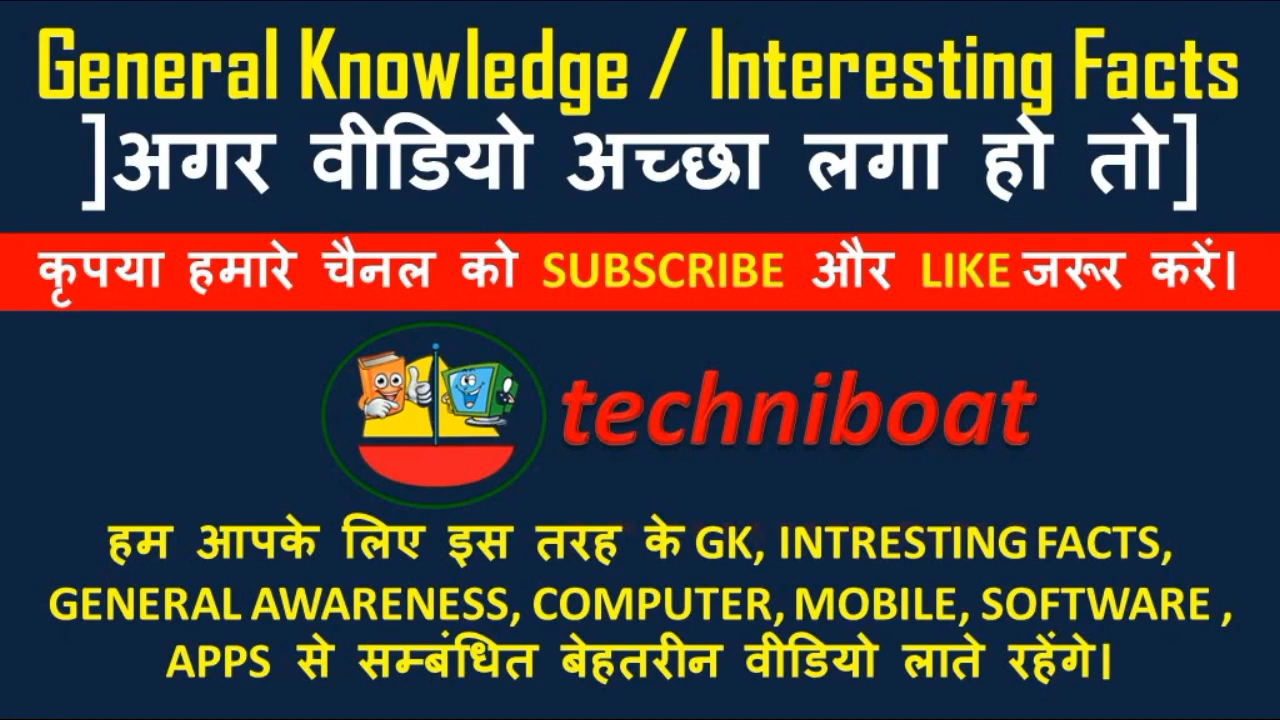 General Knowledge / Interesting Facts
]अगर वीडियो अच्छा लगा हो तो]
कृपया हमारे चैनल को SUBSCRIBE और LIKE जरूर करें।
techniboat
हम आपके लिए इस तरह के GK, INTRESTING FACTS,
GENERAL AWARENESS, COMPUTER, MOBILE, SOFTWARE ,
APPS से सम्बंधित बेहतरीन वीडियो लाते रहेंगे।